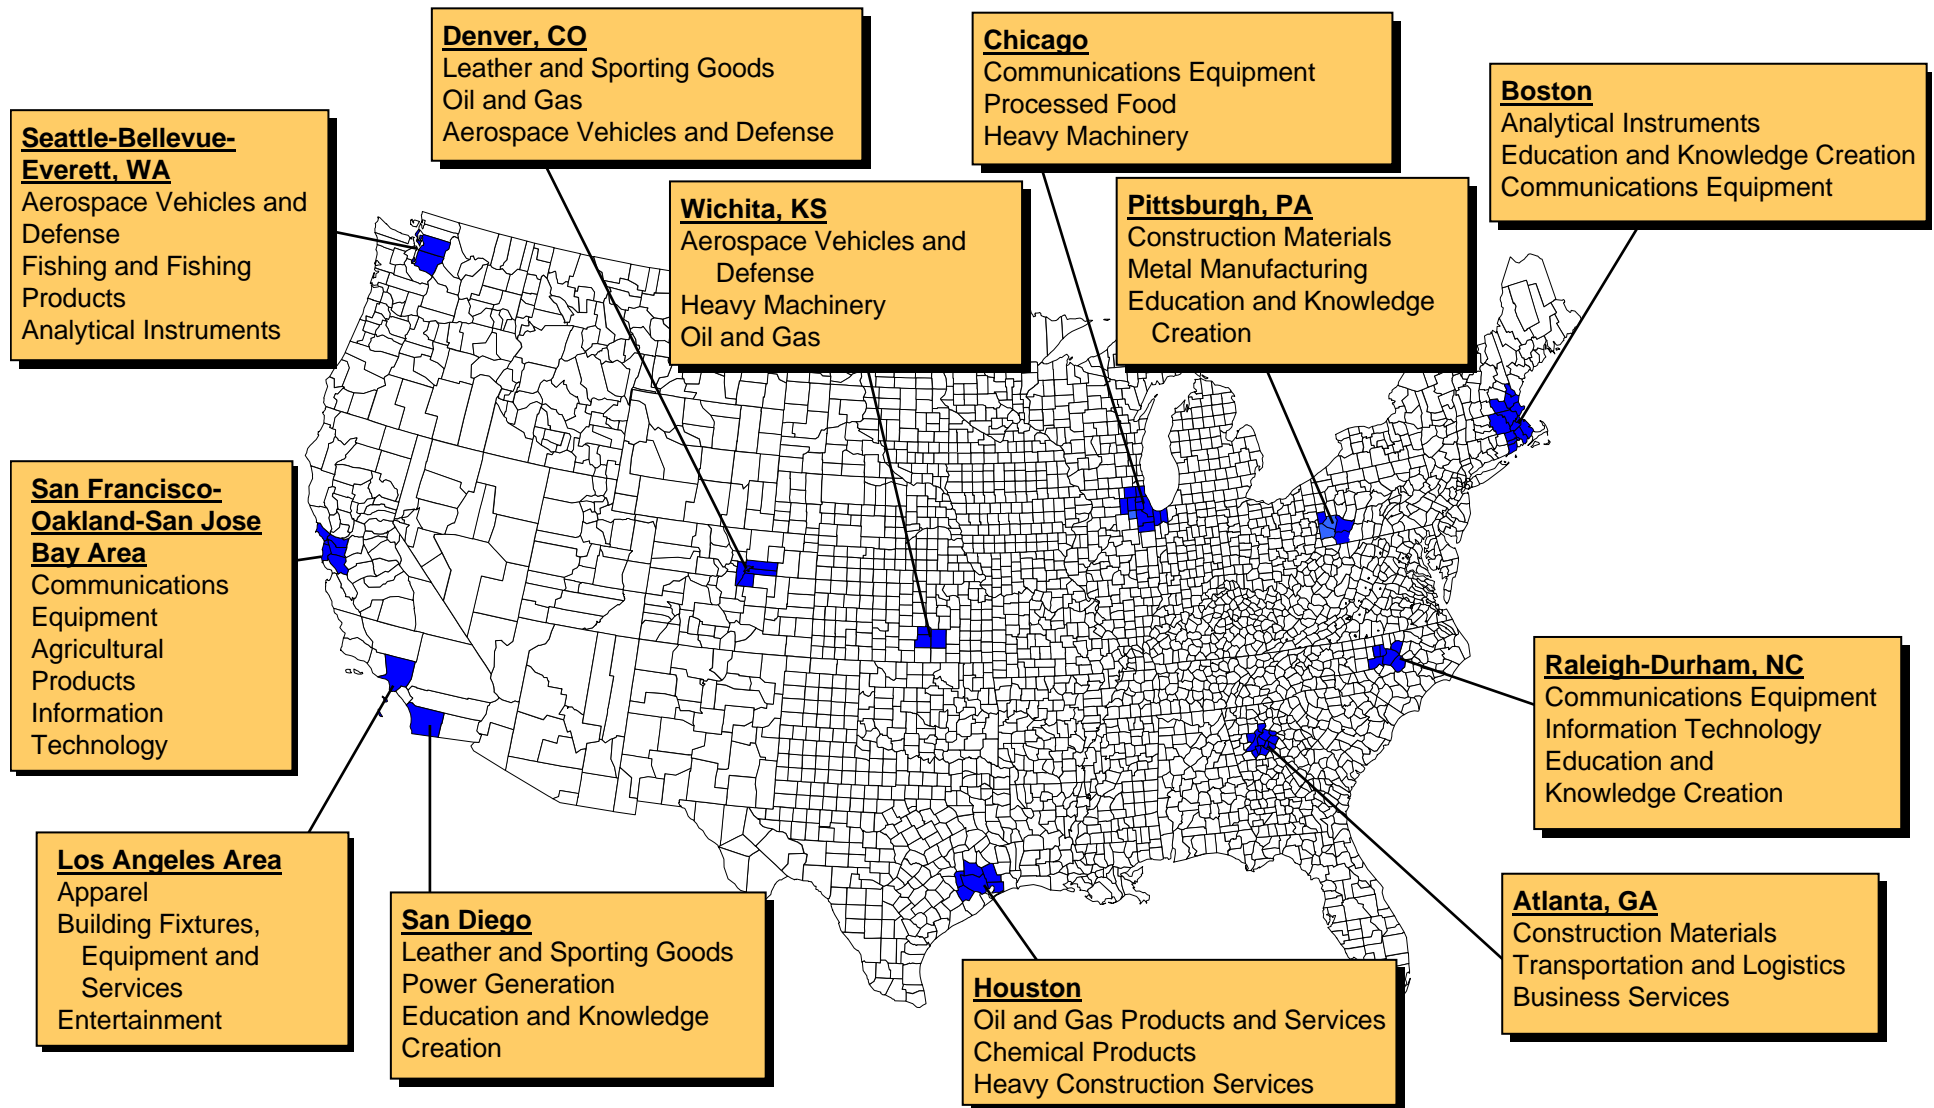 Denver, CO
Leather and Sporting Goods
Oil and Gas
Aerospace Vehicles and Defense
Chicago
Communications Equipment
Processed Food
Heavy Machinery
Boston
Analytical Instruments
Education and Knowledge Creation
Communications Equipment
Seattle-Bellevue-
Everett, WA
Aerospace Vehicles and
Defense
Fishing and Fishing
Products
Analytical Instruments
Wichita, KS
Aerospace Vehicles and
Defense
Heavy Machinery
Oil and Gas
Pittsburgh, PA
Construction Materials
Metal Manufacturing
Education and Knowledge
Creation
San Francisco-
Oakland-San Jose
Bay Area
Communications
Equipment
Agricultural
Products
Information
Technology
Raleigh-Durham, NC
Communications Equipment
Information Technology
Education and
Knowledge Creation
Los Angeles Area
Apparel
Building Fixtures,
Equipment and
Services
Entertainment
San Diego
Leather and Sporting Goods
Power Generation
Education and Knowledge
Creation
Houston
Oil and Gas Products and Services
Chemical Products
Heavy Construction Services
Atlanta, GA
Construction Materials
Transportation and Logistics
Business Services